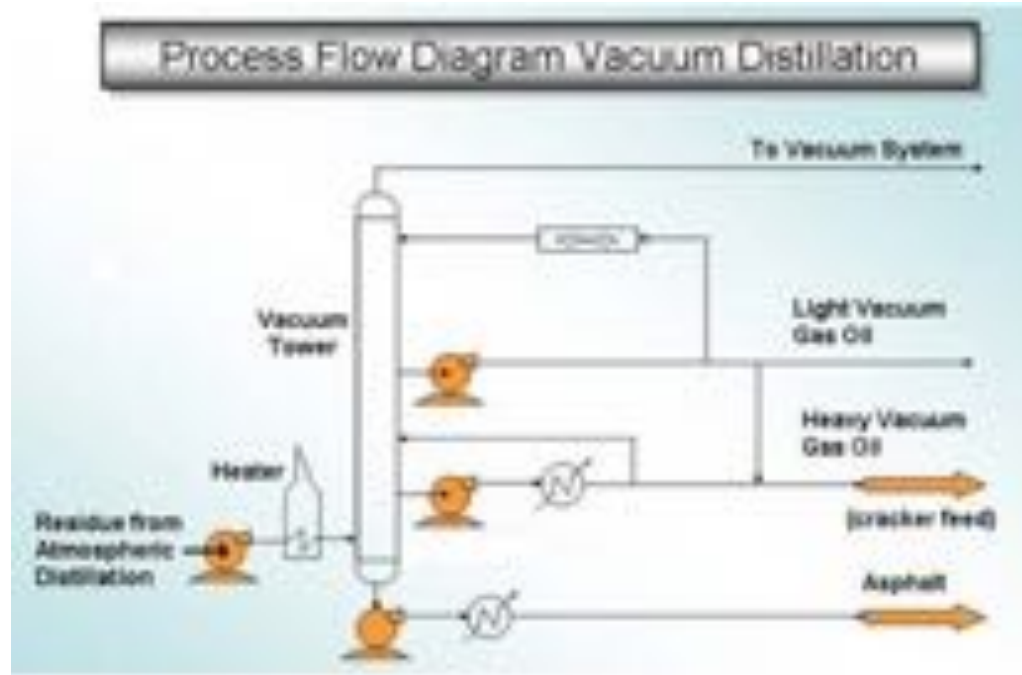 Process Flow Diagram Vacuum Distillation
To Vacuum System
Vacuum
Tower
Light Vacuum
Gas Oil
Heavy Vacuum
Gas Oil
(cracker feed)
Heater
Residue from
Atmospheric
Distillation
Asphalt